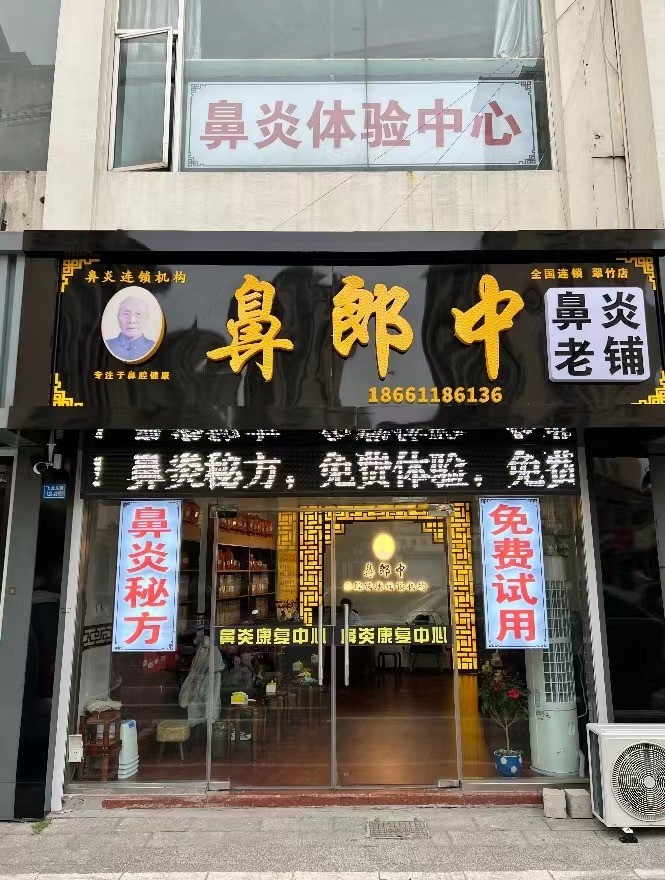 鼻炎体验中心
鼻炎连锁机构
全国连锁 翠竹店
鼻郎中
鼻炎
老铺
专注于鼻腔健康
18661186136
！鼻炎秘方，免费体验，免费
鼻炎秘方
免费试用
鼻郎中
鼻炎康复中心
鼻炎康复中心